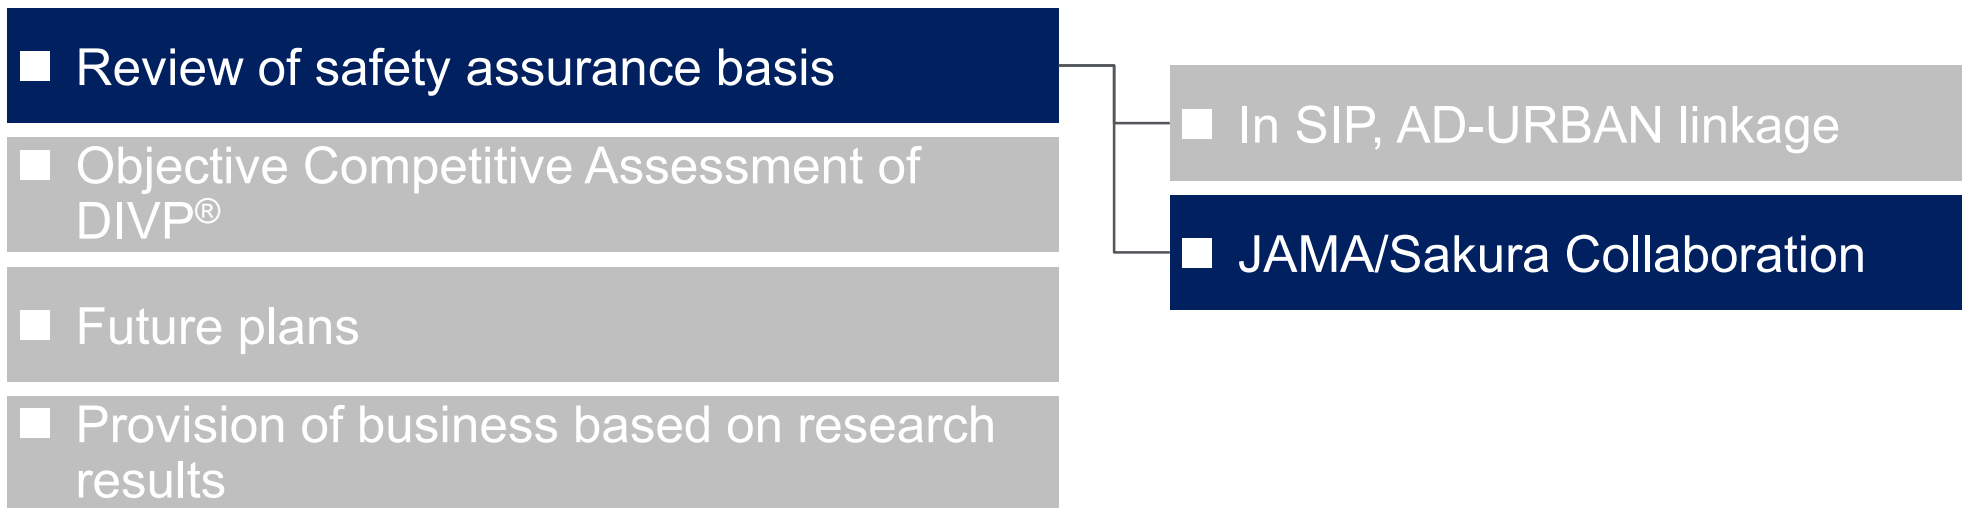 Review of safety assurance basis
Objective Competitive Assessment of
DIVP®
Future plans
Provision of business based on research
results
In SIP, AD-URBAN linkage
JAMA/Sakura Collaboration